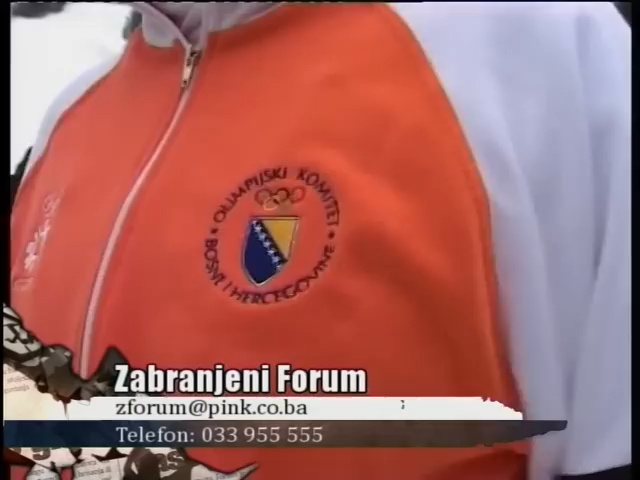 OLIMPIJSKI KOMITET
BOSNE I HERCEGOVINE
Zabranjeni Forum
zforum@pink.co.ba
Telefon: 033 955 555